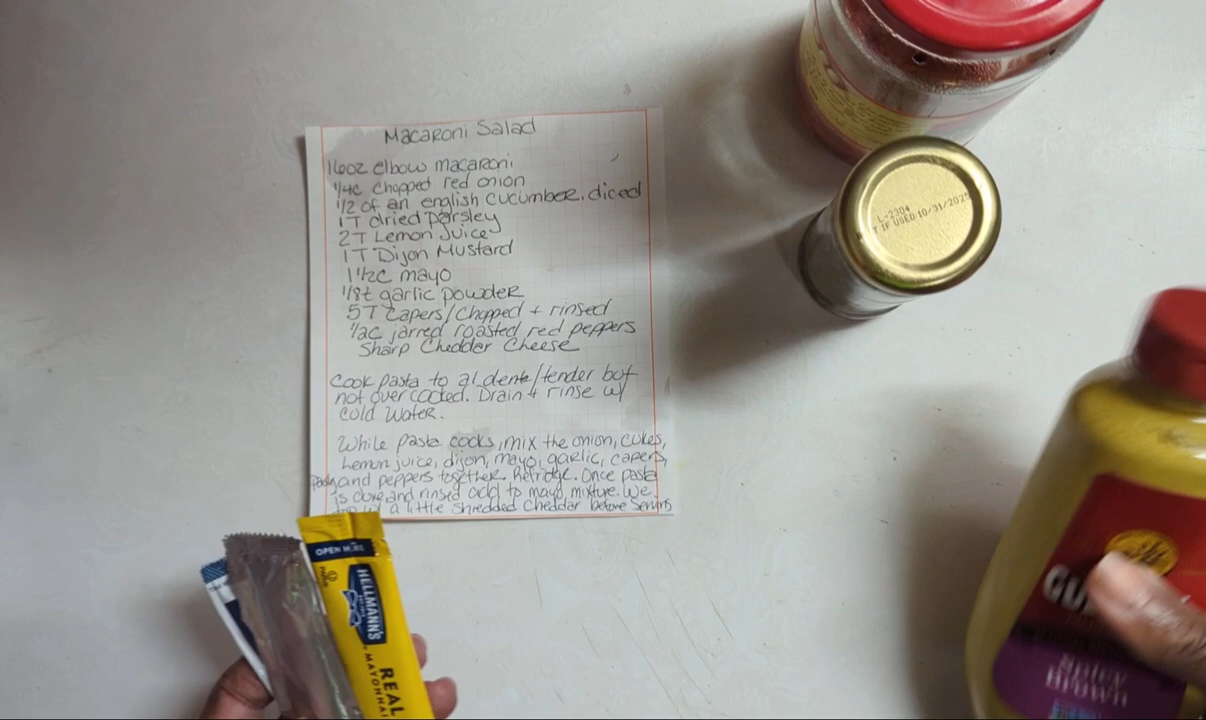 Macaroni Salad
16oz elbow macaroni
1/4c chopped red onion
1/2 of an english cucumber, diced
1T dried parsley
2T Lemon Juice
1T Dijon Mustard
1 1/2c mayo
1/8t garlic powder
5T capers/chopped + rinsed
1/2c jarred roasted red peppers
Sharp Cheddar Cheese
Cook pasta to al dente/tender but
not over cooked. Drain + rinse w/
cold water.
While pasta cooks, mix the onion, cukes,
Lemon juice, dijon, mayo, garlic, capers,
and peppers together. Refridge. Once pasta
is done and rinsed add to mayo mixture. We
w/ a little shredded cheddar before serving
L-2304
IF USED 10/31/2025
OPEN HERE
HELLMANN'S
REAL
MAYONNAI
GU
Spicy
Brown